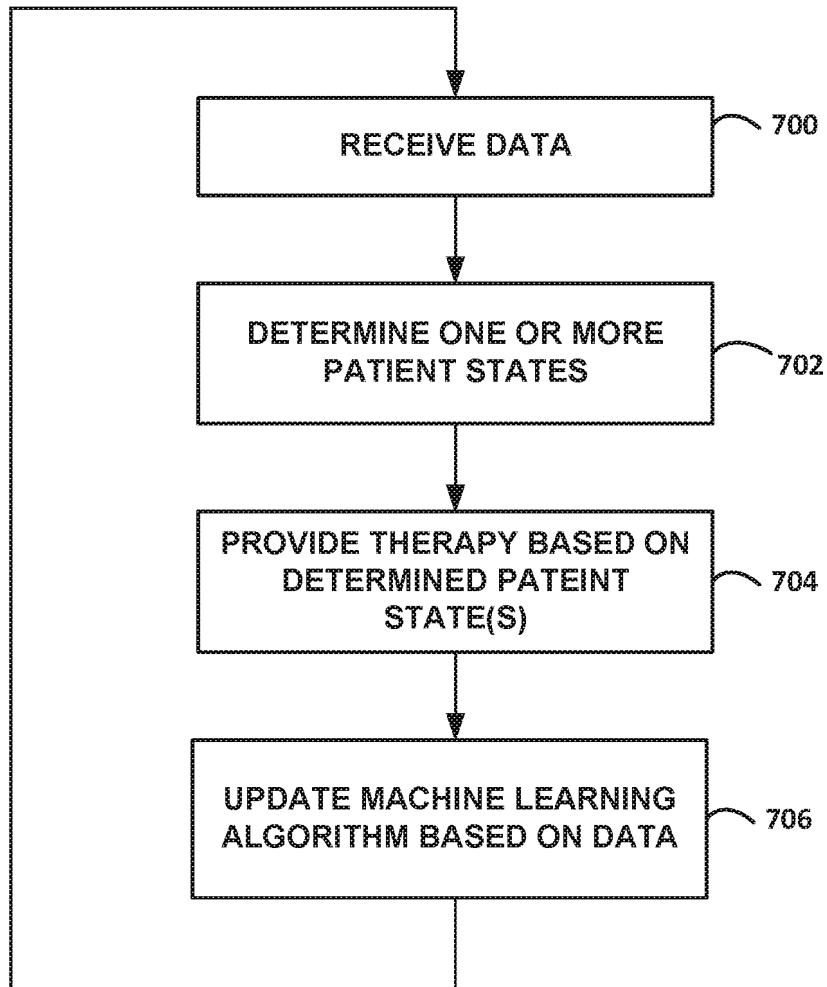 RECEIVE DATA
700
DETERMINE ONE OR MORE
PATIENT STATES
702
PROVIDE THERAPY BASED ON
DETERMINED PATEINT
STATE(S)
704
UPDATE MACHINE LEARNING
ALGORITHM BASED ON DATA
706